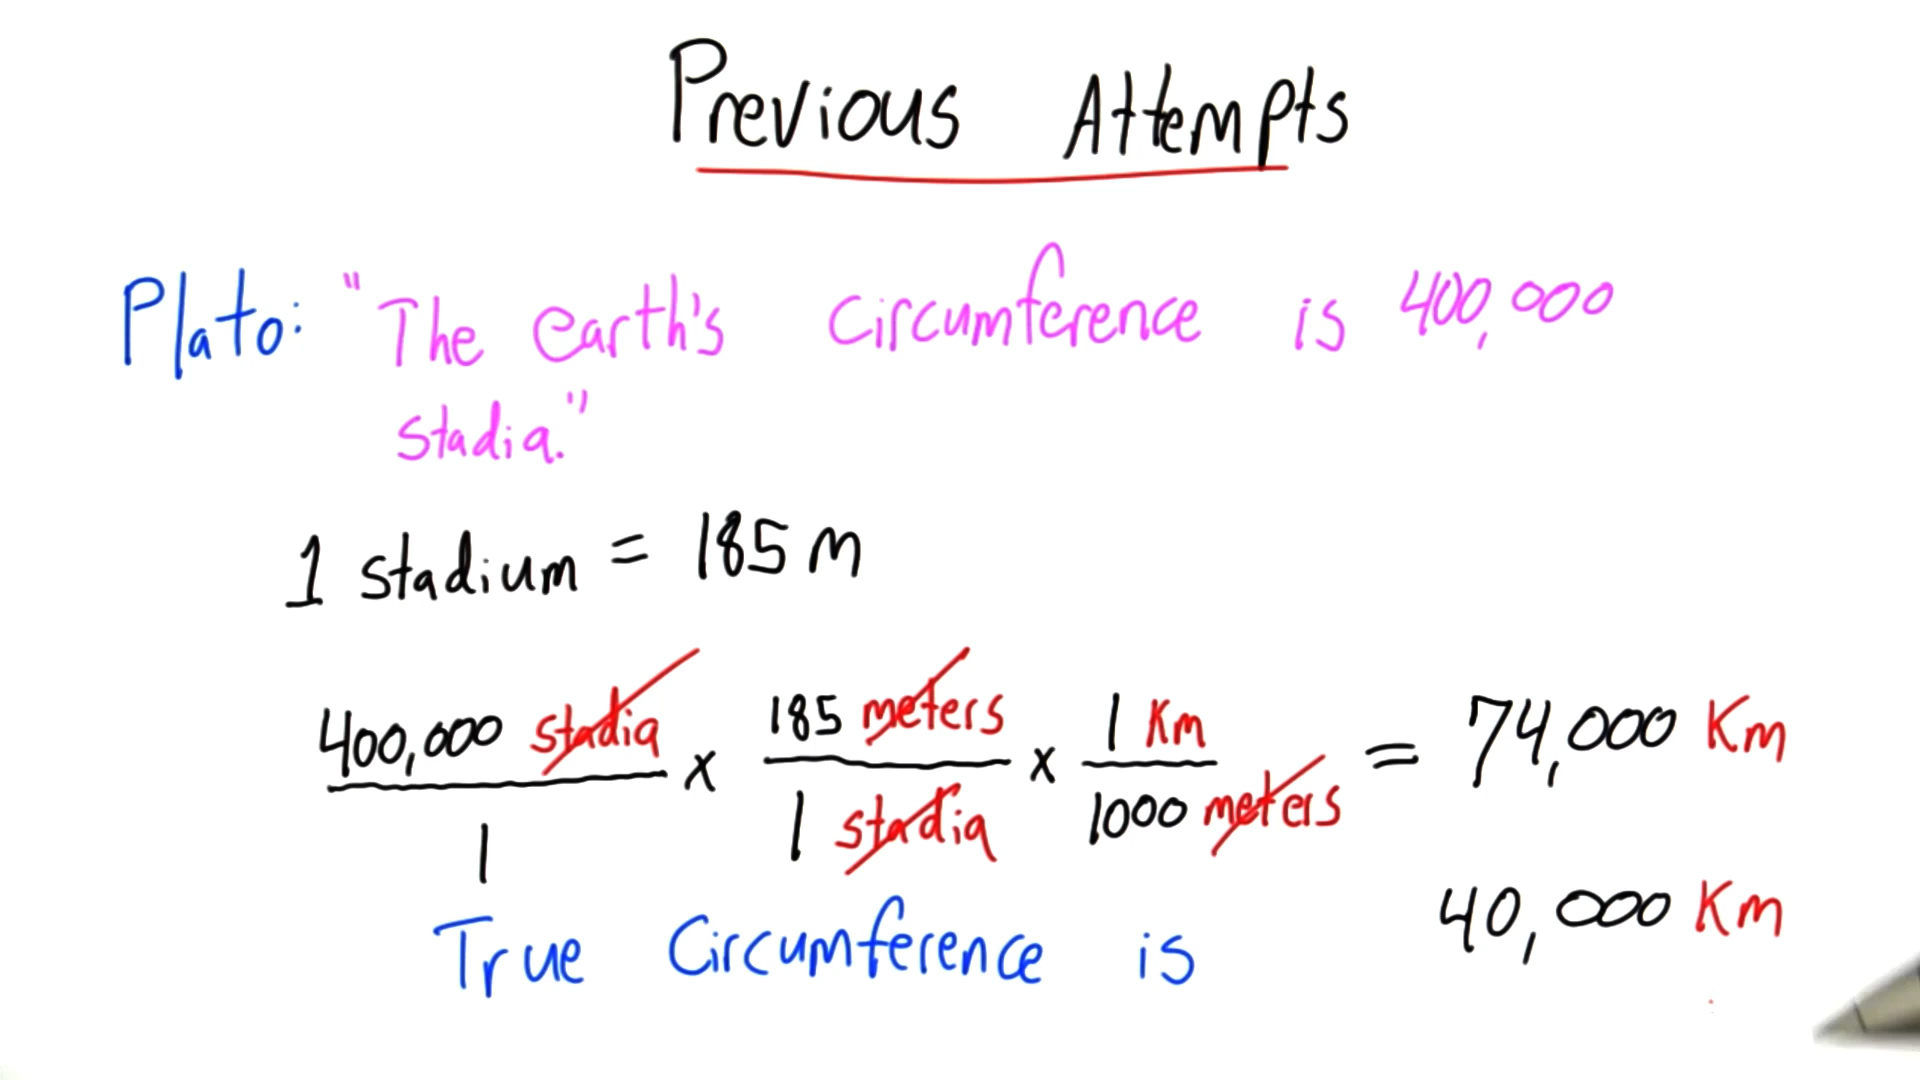 Previous Attempts
Plato: "The earth's circumference is 400,000
stadia."
1 stadium = 185 m
400,000 stadia / 1 x 185 meters / 1 stadia x 1 Km / 1000 meters = 74,000 Km
True Circumference is 40,000 Km